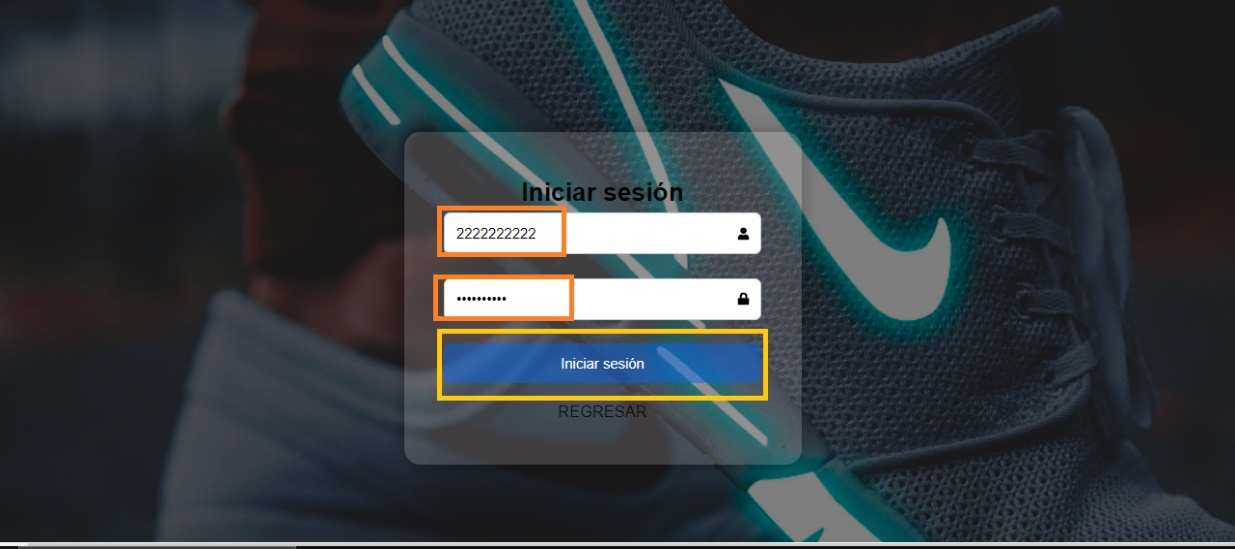 Iniciar sesión
2222222222
••••••••••
Iniciar sesión
REGRESAR